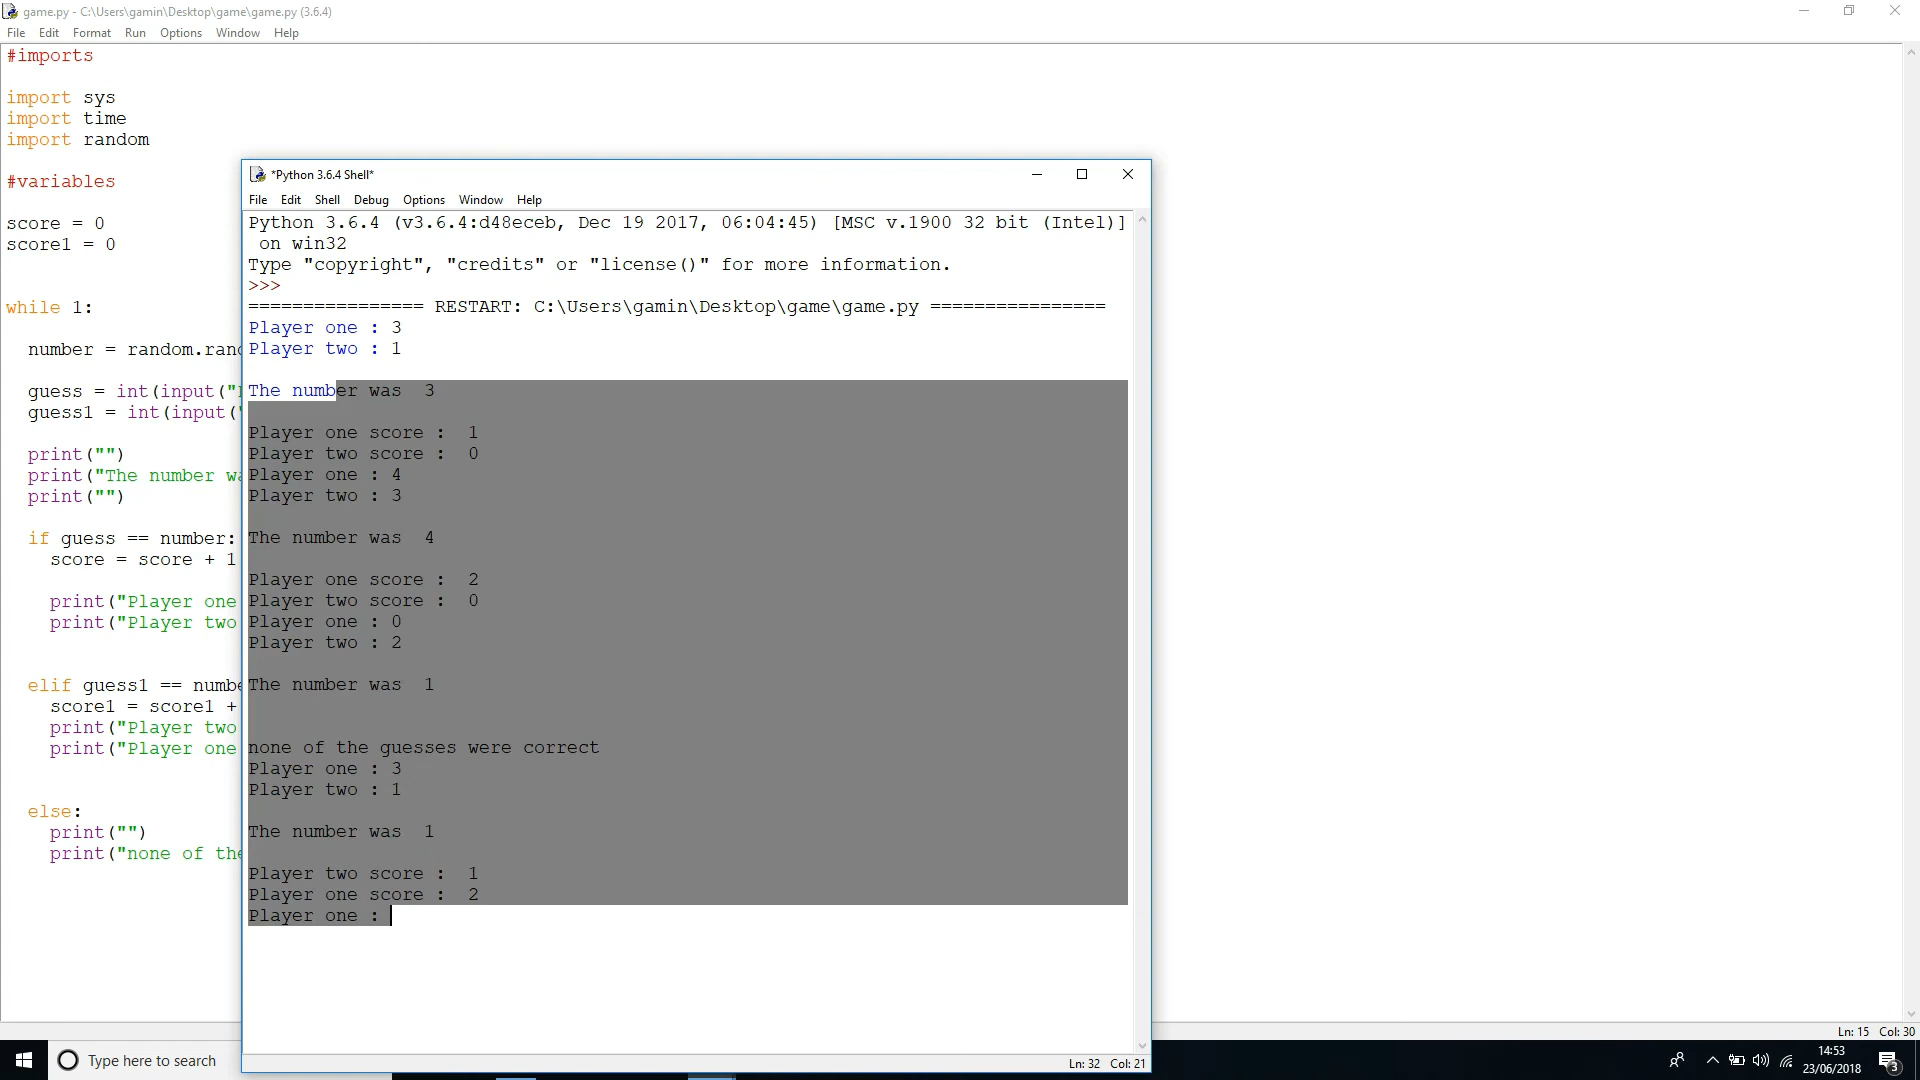 game.py - C:\Users\gamin\Desktop\game\game.py (3.6.4)
File Edit Format Run Options Window Help
#imports
import sys
import time
import random
#variables
score = 0
score1 = 0
while 1:
number = random.ran
guess = int(input("
guess1 = int(input(
print("")
print("The number w
print("")
if guess == number:
score = score + 1
print("Player one
print("Player two
elif guess1 == numb
score1 = score1 +
print("Player two
print("Player one
else:
print("")
print("none of the
Ln: 15 Col: 30
*Python 3.6.4 Shell*
File Edit Shell Debug Options Window Help
Python 3.6.4 (v3.6.4:d48eceb, Dec 19 2017, 06:04:45) [MSC v.1900 32 bit (Intel)]
on win32
Type "copyright", "credits" or "license()" for more information.
>>>
================ RESTART: C:\Users\gamin\Desktop\game\game.py ================
Player one : 3
Player two : 1
The number was  3
Player one score :  1
Player two score :  0
Player one : 4
Player two : 3
The number was  4
Player one score :  2
Player two score :  0
Player one : 0
Player two : 2
The number was  1
none of the guesses were correct
Player one : 3
Player two : 1
The number was  1
Player two score :  1
Player one score :  2
Player one :
Ln: 32 Col: 21
Type here to search
14:53
23/06/2018
3